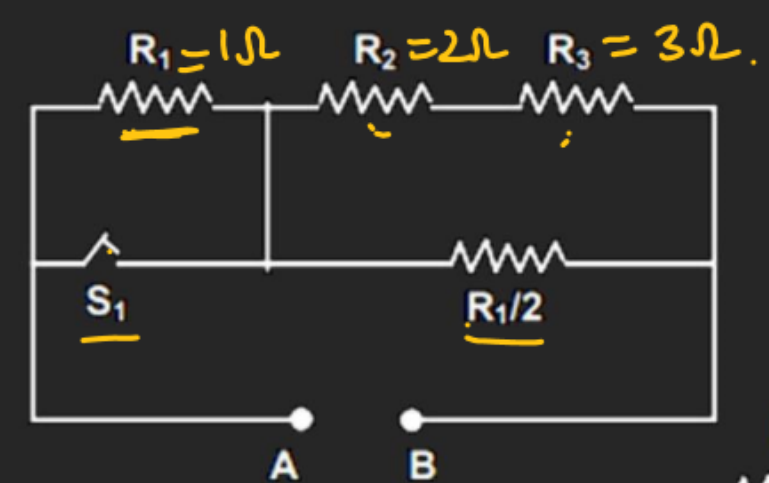 R₁ = 1Ω R₂ = 2Ω R₃ = 3Ω.
S₁ R₁/2
A B